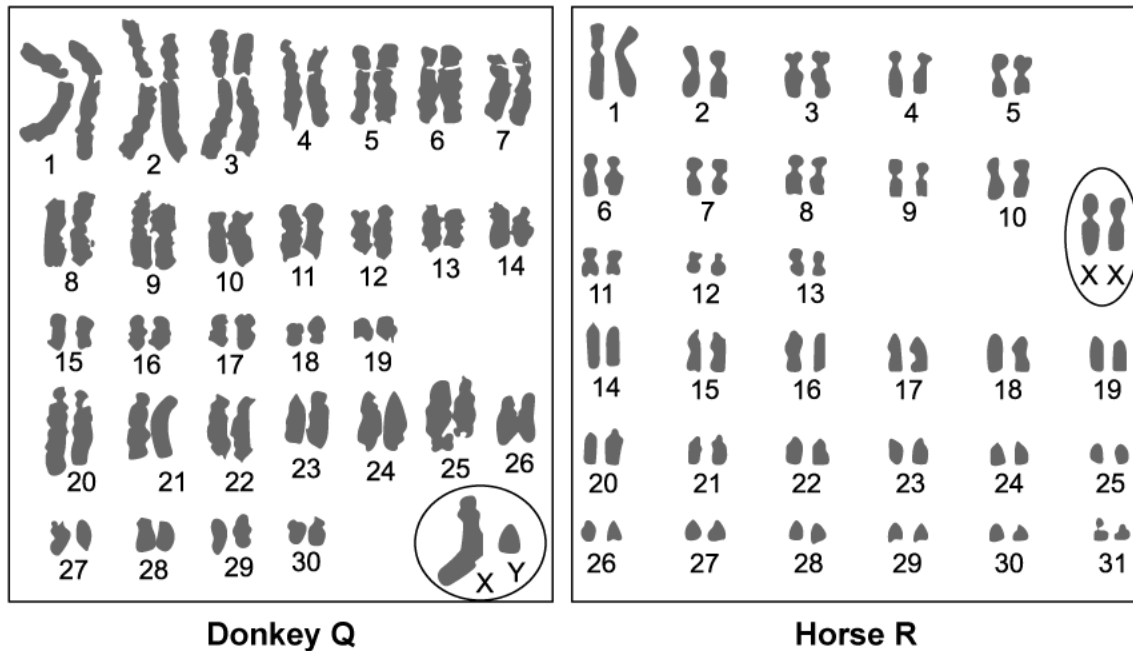 1 2 3 4 5 6 7
8 9 10 11 12 13 14
15 16 17 18 19
20 21 22 23 24 25 26
27 28 29 30
X Y
Donkey Q
1 2 3 4 5
6 7 8 9 10
X X
11 12 13
14 15 16 17 18 19
20 21 22 23 24 25
26 27 28 29 30 31
Horse R